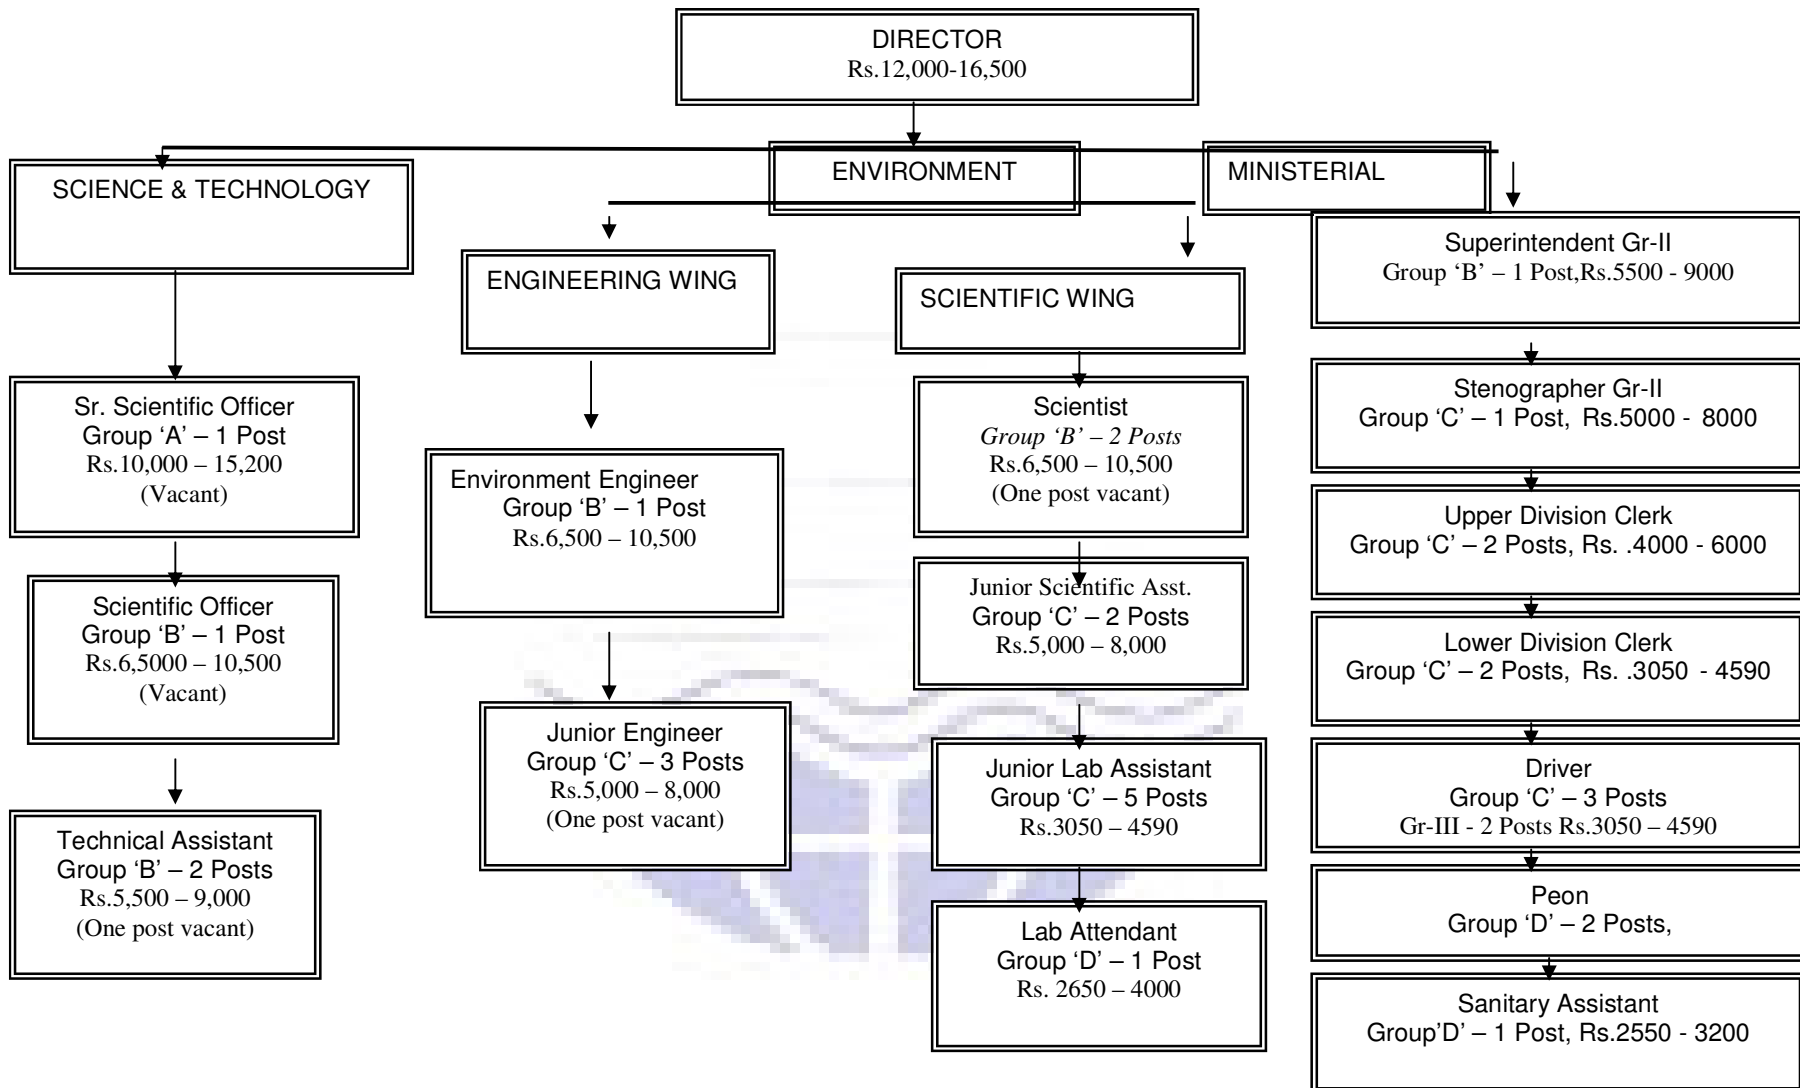 DIRECTOR
Rs.12,000-16,500
SCIENCE & TECHNOLOGY
ENVIRONMENT
MINISTERIAL
ENGINEERING WING
SCIENTIFIC WING
Sr. Scientific Officer
Group ‘A’ – 1 Post
Rs.10,000 – 15,200
(Vacant)
Scientific Officer
Group ‘B’ – 1 Post
Rs.6,5000 – 10,500
(Vacant)
Technical Assistant
Group ‘B’ – 2 Posts
Rs.5,500 – 9,000
(One post vacant)
Environment Engineer
Group ‘B’ – 1 Post
Rs.6,500 – 10,500
Junior Engineer
Group ‘C’ – 3 Posts
Rs.5,000 – 8,000
(One post vacant)
Scientist
Group ‘B’ – 2 Posts
Rs.6,500 – 10,500
(One post vacant)
Junior Scientific Asst.
Group ‘C’ – 2 Posts
Rs.5,000 – 8,000
Junior Lab Assistant
Group ‘C’ – 5 Posts
Rs.3050 – 4590
Lab Attendant
Group ‘D’ – 1 Post
Rs. 2650 – 4000
Superintendent Gr-II
Group ‘B’ – 1 Post,Rs.5500 - 9000
Stenographer Gr-II
Group ‘C’ – 1 Post, Rs.5000 - 8000
Upper Division Clerk
Group ‘C’ – 2 Posts, Rs. .4000 - 6000
Lower Division Clerk
Group ‘C’ – 2 Posts, Rs. .3050 - 4590
Driver
Group ‘C’ – 3 Posts
Gr-III - 2 Posts Rs.3050 – 4590
Peon
Group ‘D’ – 2 Posts,
Sanitary Assistant
Group’D’ – 1 Post, Rs.2550 - 3200